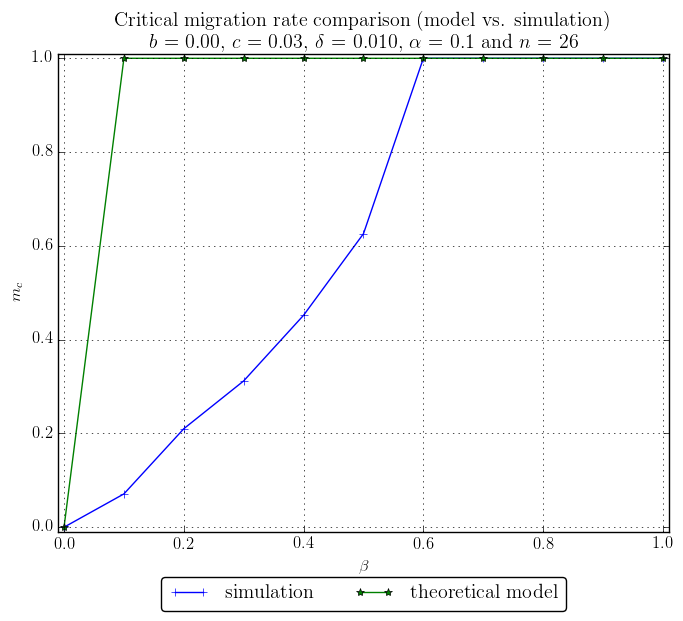 Critical migration rate comparison (model vs. simulation)
b = 0.00, c = 0.03, δ = 0.010, α = 0.1 and n = 26
1.0
0.8
0.6
0.4
0.2
0.0
m_c
0.0 0.2 0.4 0.6 0.8 1.0
β
simulation theoretical model